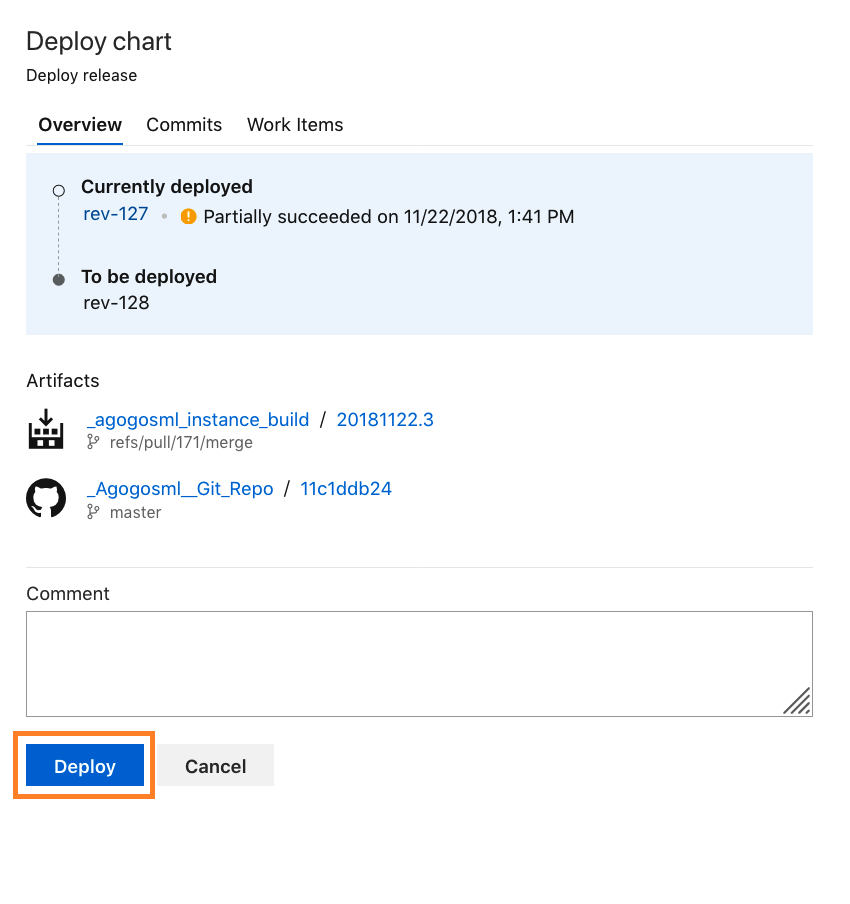 Deploy chart
Deploy release
Overview Commits Work Items
Currently deployed
rev-127 • Partially succeeded on 11/22/2018, 1:41 PM
To be deployed
rev-128
Artifacts
_agogosml_instance_build / 20181122.3
refs/pull/171/merge
_Agogosml__Git_Repo / 11c1ddb24
master
Comment
Deploy Cancel